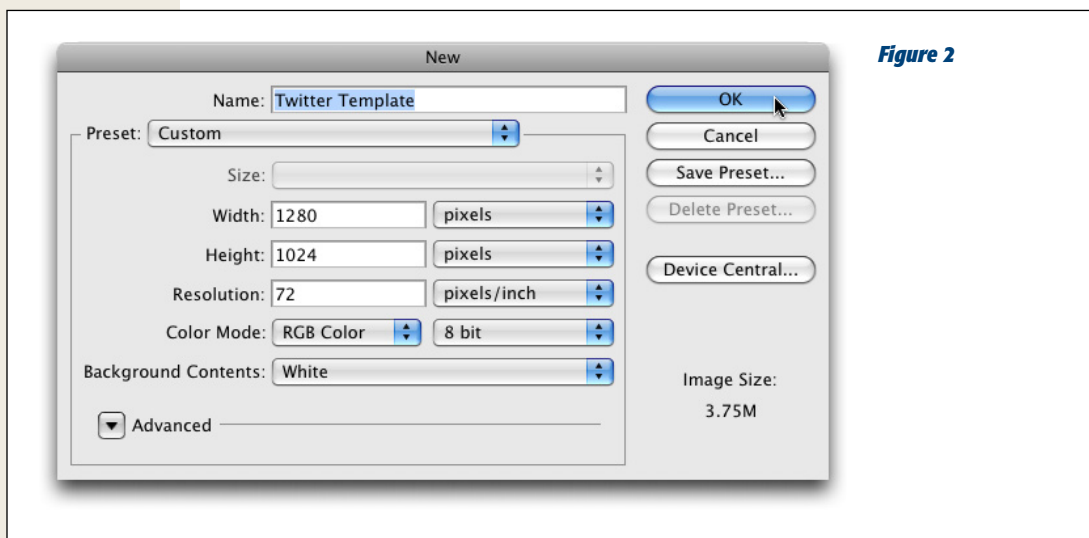 New
Figure 2
Name: Twitter Template
OK
Preset: Custom
Cancel
Size:
Save Preset...
Width: 1280 pixels
Delete Preset...
Height: 1024 pixels
Device Central...
Resolution: 72 pixels/inch
Color Mode: RGB Color 8 bit
Background Contents: White
Image Size:
3.75M
Advanced